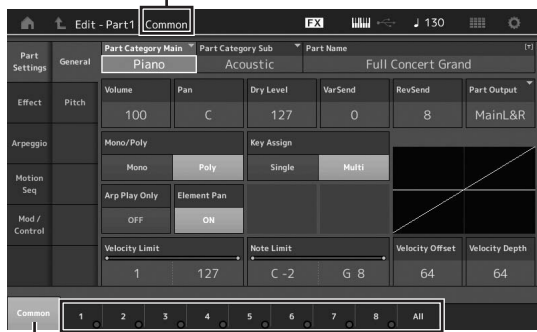 Edit - Part1 Common FX 130
Part Settings General Part Category Main Part Category Sub Part Name
Piano Acoustic Full Concert Grand
Effect Pitch Volume Pan Dry Level VarSend RevSend Part Output
100 C 127 0 8 MainL&R
Arpeggio Mono/Poly Key Assign
Mono Poly Single Multi
Motion Seq
Arp Play Only Element Pan
OFF ON
Mod / Control
Velocity Limit Note Limit Velocity Offset Velocity Depth
1 127 C -2 G 8 64 64
Common 1 2 3 4 5 6 7 8 All